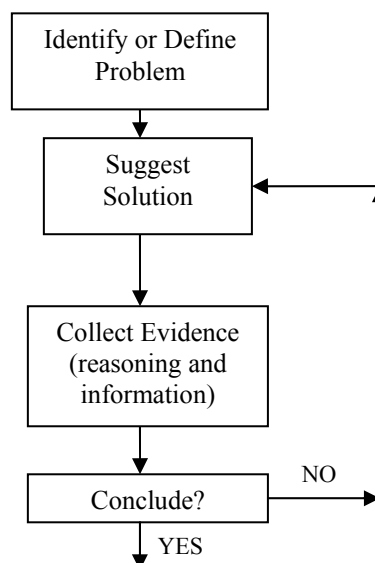 Identify or Define
Problem
Suggest
Solution
Collect Evidence
(reasoning and
information)
NO
Conclude?
YES